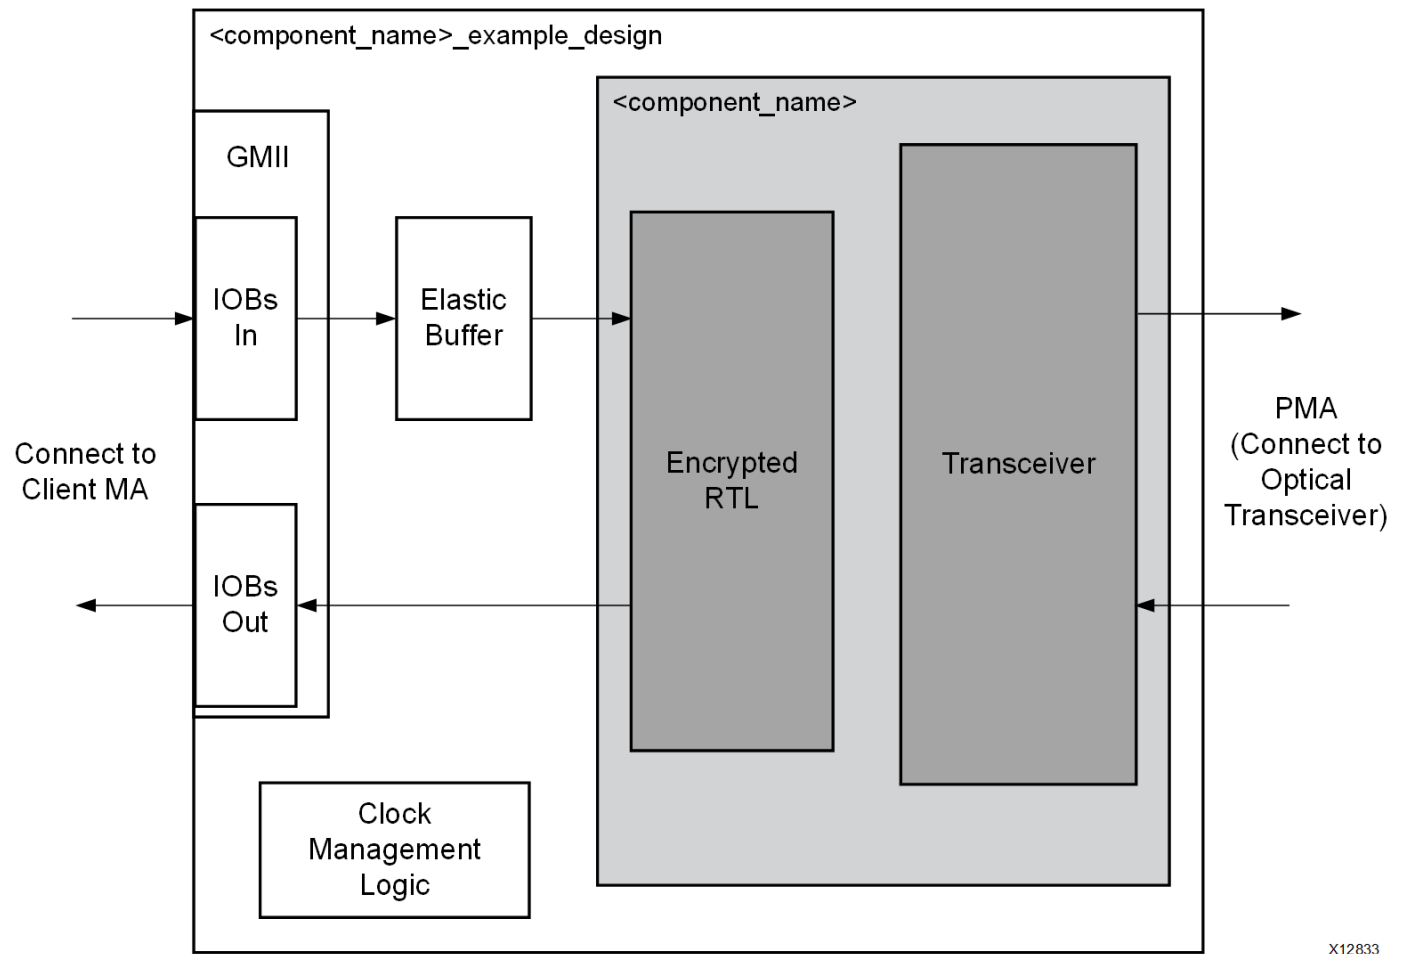 <component_name>_example_design
<component_name>
GMII
IOBs
In
Elastic
Buffer
Encrypted
RTL
Transceiver
Connect to
Client MA
PMA
(Connect to
Optical
Transceiver)
IOBs
Out
Clock
Management
Logic
X12833